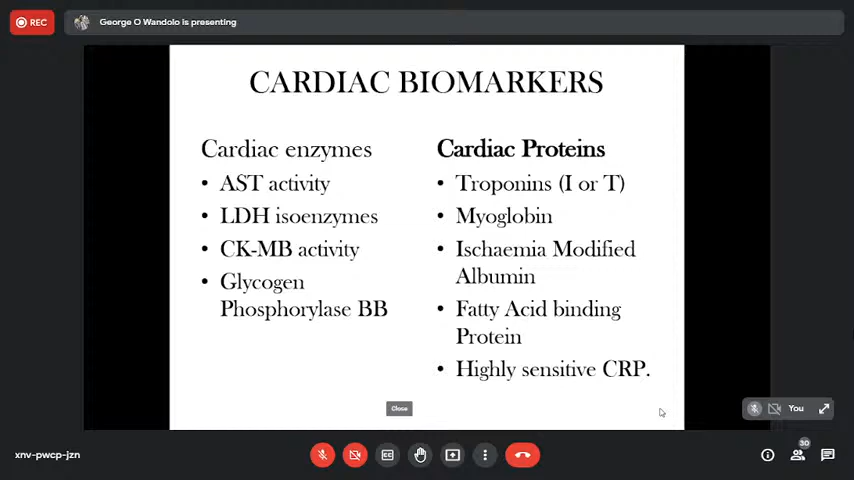 REC
George O Wandolo is presenting
CARDIAC BIOMARKERS
Cardiac enzymes
• AST activity
• LDH isoenzymes
• CK-MB activity
• Glycogen
Phosphorylase BB
Cardiac Proteins
• Troponins (I or T)
• Myoglobin
• Ischaemia Modified
Albumin
• Fatty Acid binding
Protein
• Highly sensitive CRP.
Close
You
xnv-pwcp-jzn
CC
30